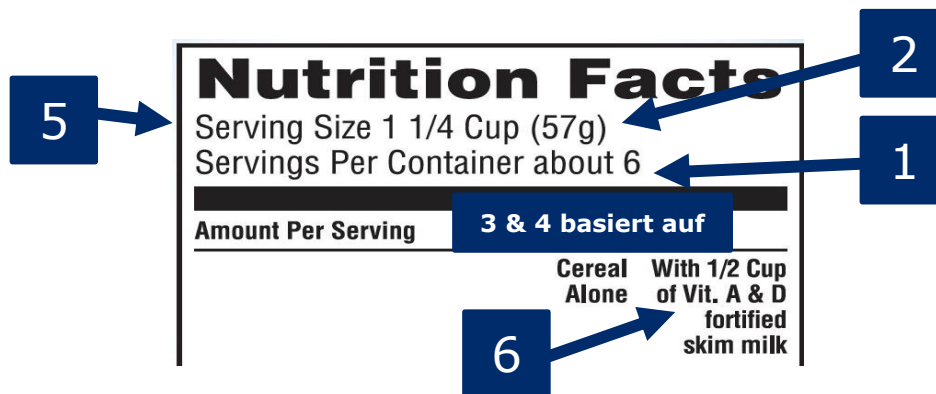 Nutrition Facts
2
5
Serving Size 1 1/4 Cup (57g)
Servings Per Container about 6
1
Amount Per Serving
3 & 4 basiert auf
Cereal Alone
With 1/2 Cup of Vit. A & D fortified skim milk
6